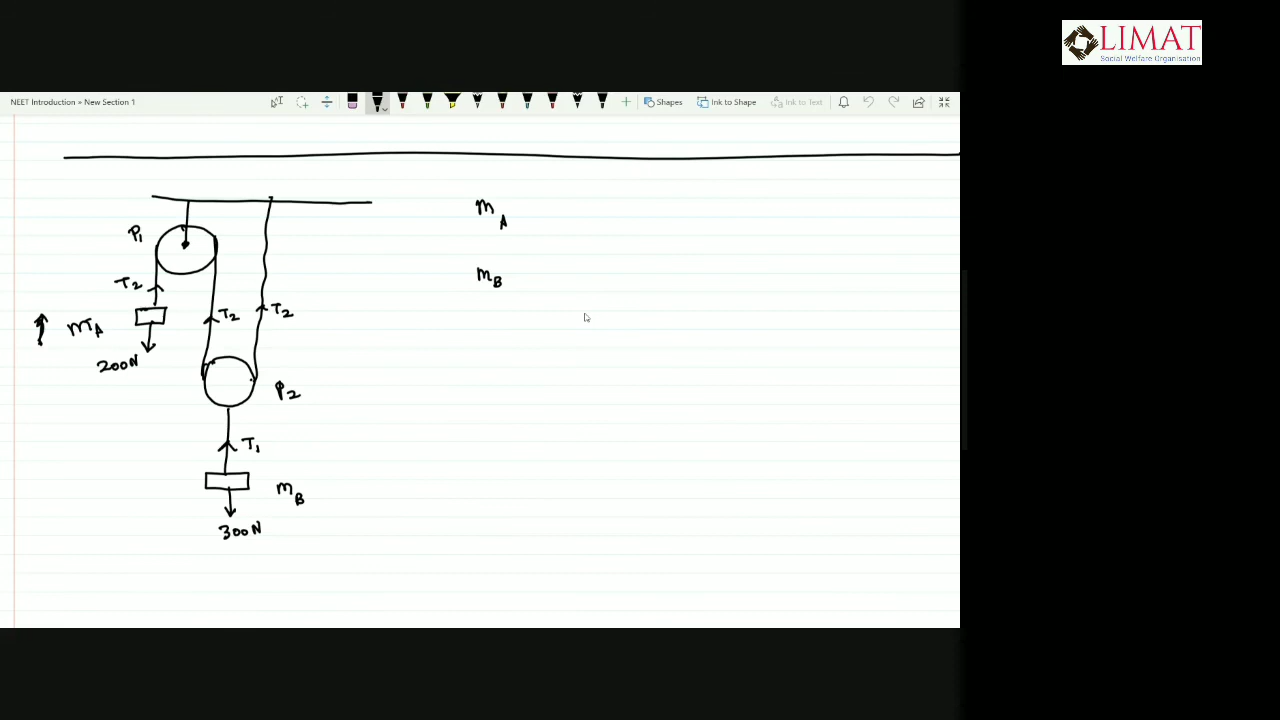 LIMAT
Social Welfare Organisation
NEET Introduction » New Section 1
Shapes
Ink to Shape
Ink to Text
P1
T2
T2
T2
mTA
200N
P2
T1
mB
300N
mA
mB